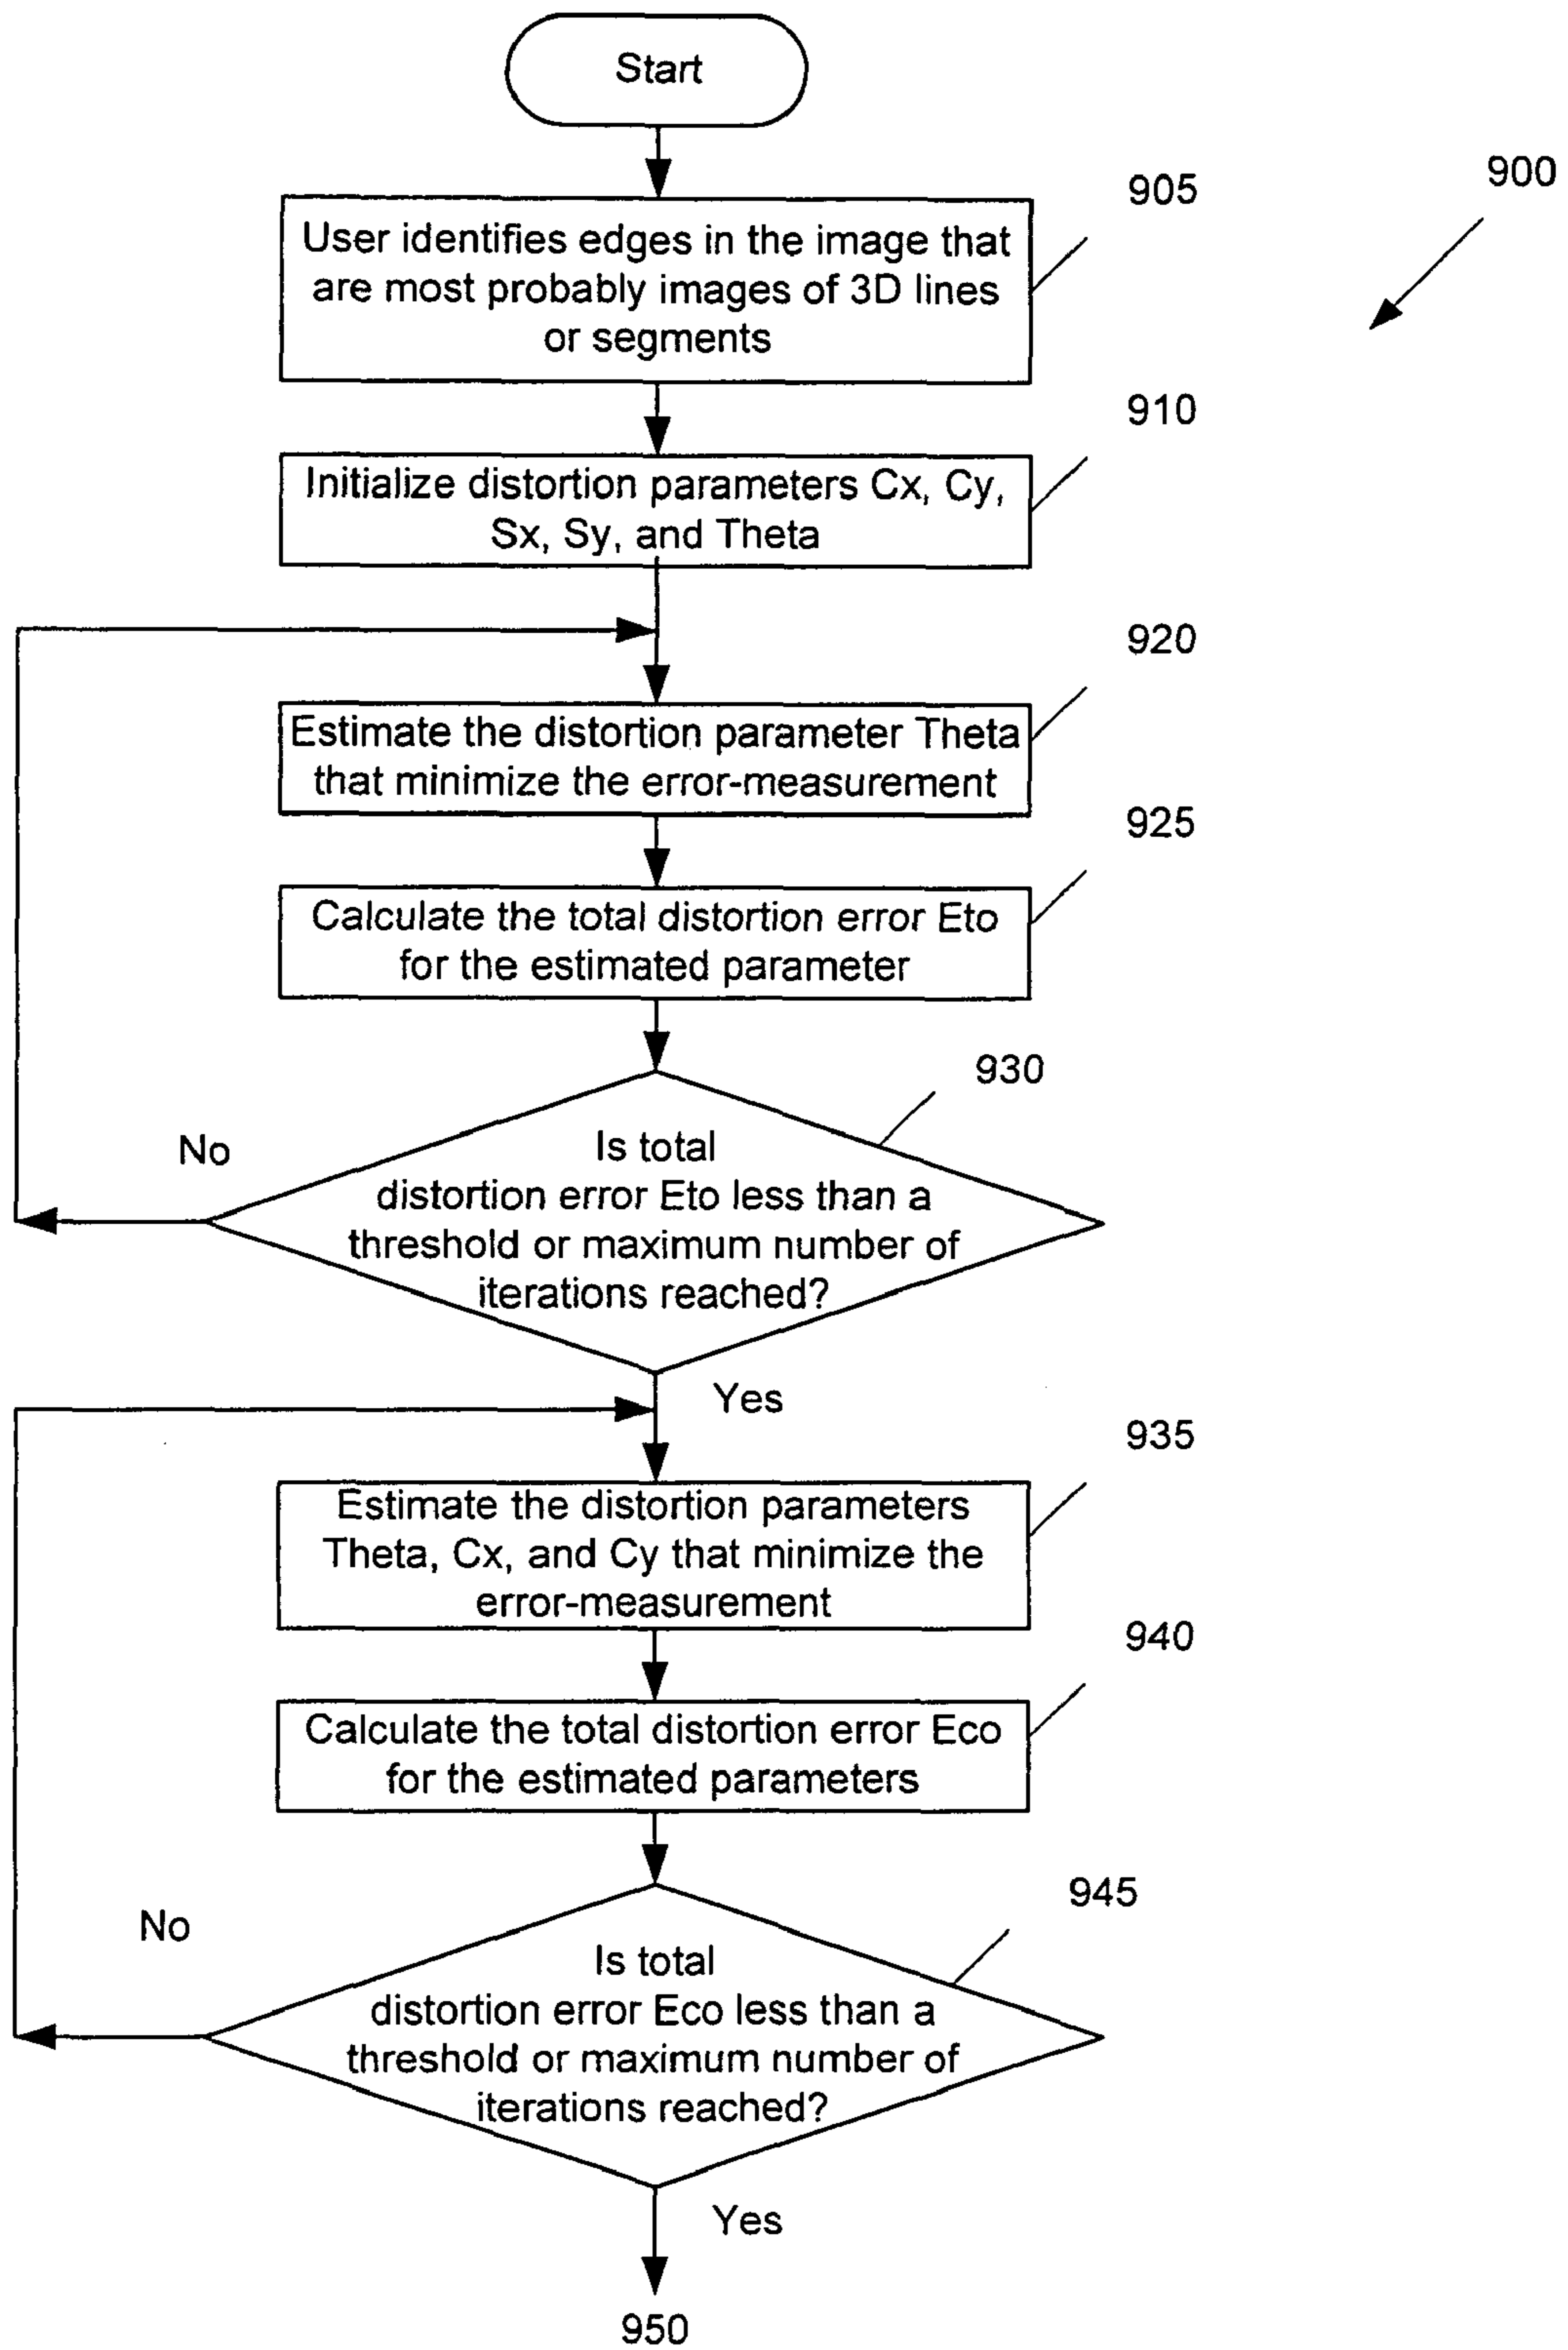 Start
900
905
User identifies edges in the image that
are most probably images of 3D lines
or segments
910
Initialize distortion parameters Cx, Cy,
Sx, Sy, and Theta
920
Estimate the distortion parameter Theta
that minimize the error-measurement
925
Calculate the total distortion error Eto
for the estimated parameter
930
No
Is total
distortion error Eto less than a
threshold or maximum number of
iterations reached?
Yes
935
Estimate the distortion parameters
Theta, Cx, and Cy that minimize the
error-measurement
940
Calculate the total distortion error Eco
for the estimated parameters
945
No
Is total
distortion error Eco less than a
threshold or maximum number of
iterations reached?
Yes
950